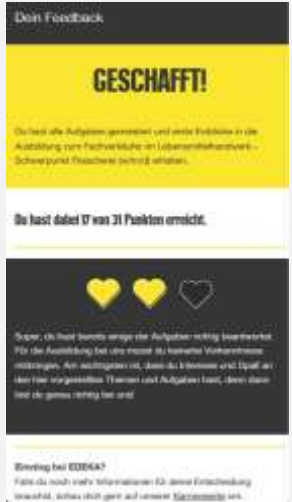 Dein Feedback
GESCHAFFT!
Du hast alle Aufgaben gemeistert und erste Einblicke in die
Ausbildung zum Fachverkäufer im Lebensmittelhandwerk –
Schwerpunkt Fleischerei (w/m/d) erhalten.
Du hast dabei 17 von 31 Punkten erreicht.
Super, du hast bereits einige der Aufgaben richtig beantwortet.
Für die Ausbildung bei uns musst du keinerlei Vorkenntnisse
mitbringen. Am wichtigsten ist, dass du Interesse und Spaß an
den hier vorgestellten Themen und Aufgaben hast, denn dann
bist du genau richtig bei uns!
Einstieg bei EDEKA?
Falls du noch mehr Informationen für deine Entscheidung
brauchst, schau dich gern auf unserer Karriereseite um.